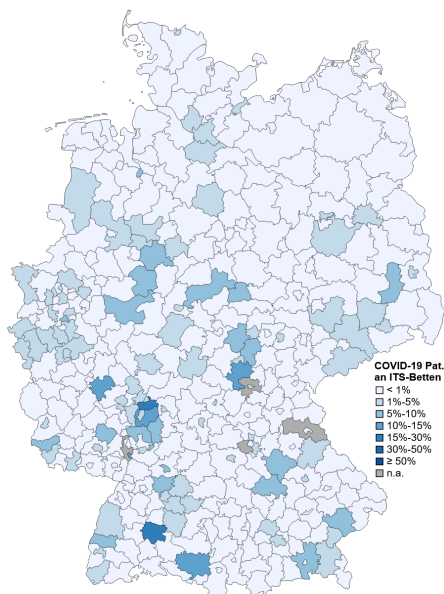 COVID-19 Pat.
an ITS-Betten
< 1%
1%-5%
5%-10%
10%-15%
15%-30%
30%-50%
≥ 50%
n.a.